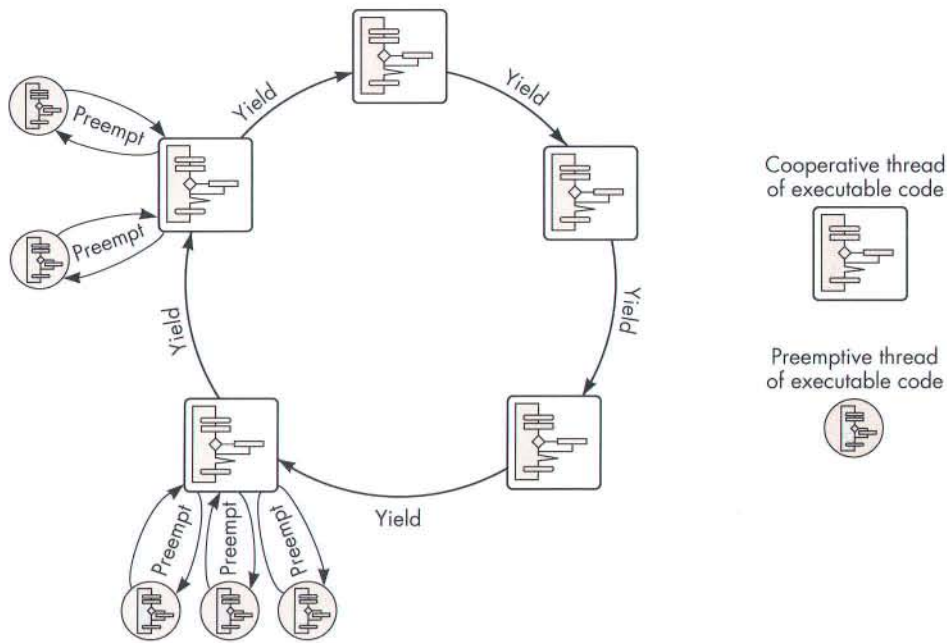 Yield
Yield
Preempt
Preempt
Yield
Yield
Yield
Preempt
Preempt
Preempt
Cooperative thread
of executable code
Preemptive thread
of executable code